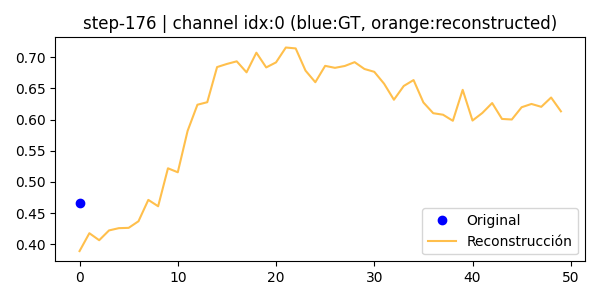 step-176 | channel idx:0 (blue:GT, orange:reconstructed)
0.70
0.65
0.60
0.55
0.50
0.45
0.40
Original
Reconstrucción
0 10 20 30 40 50